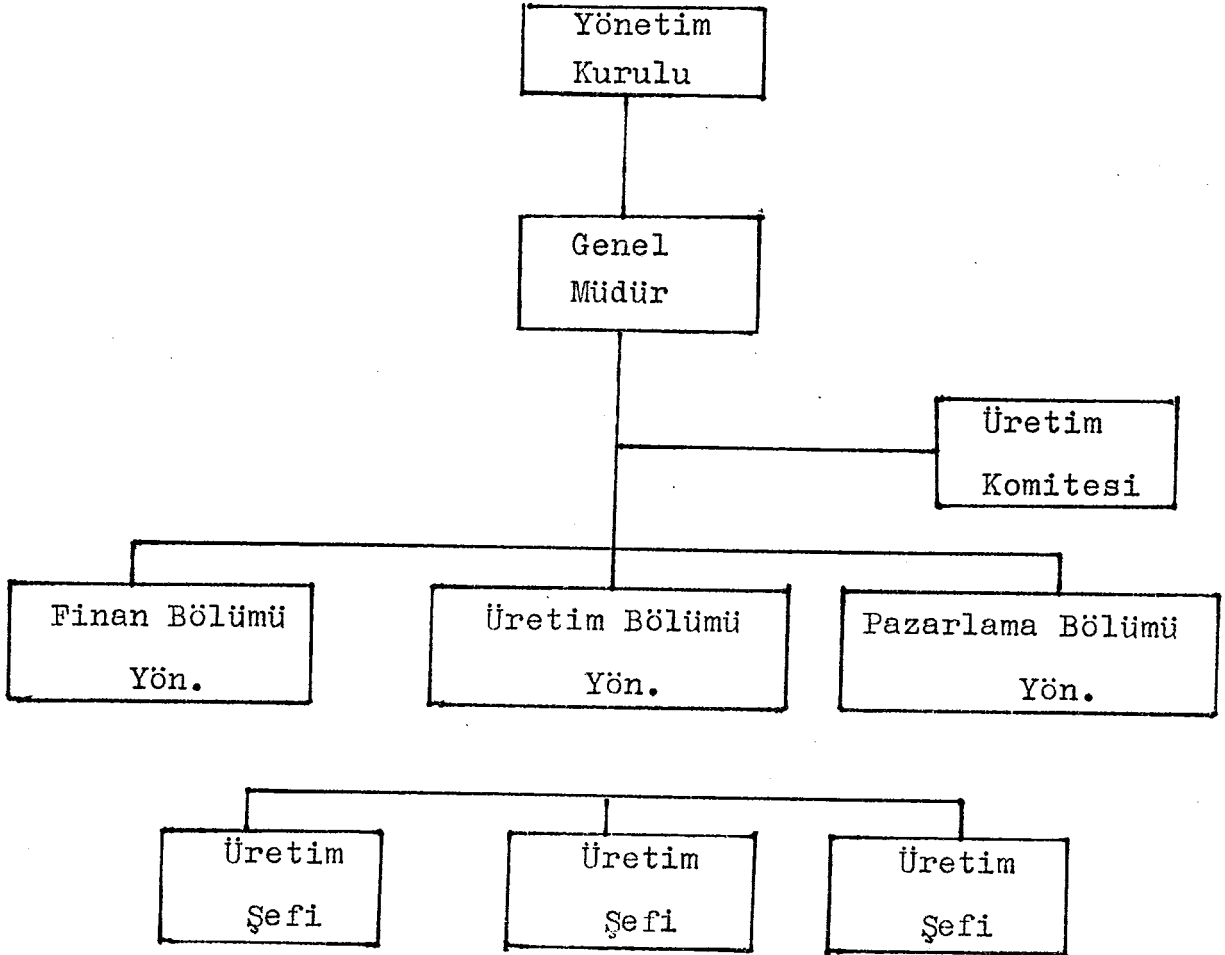 Yönetim
Kurulu
Genel
Müdür
Üretim
Komitesi
Finan Bölümü
Yön.
Üretim Bölümü
Yön.
Pazarlama Bölümü
Yön.
Üretim
Şefi
Üretim
Şefi
Üretim
Şefi